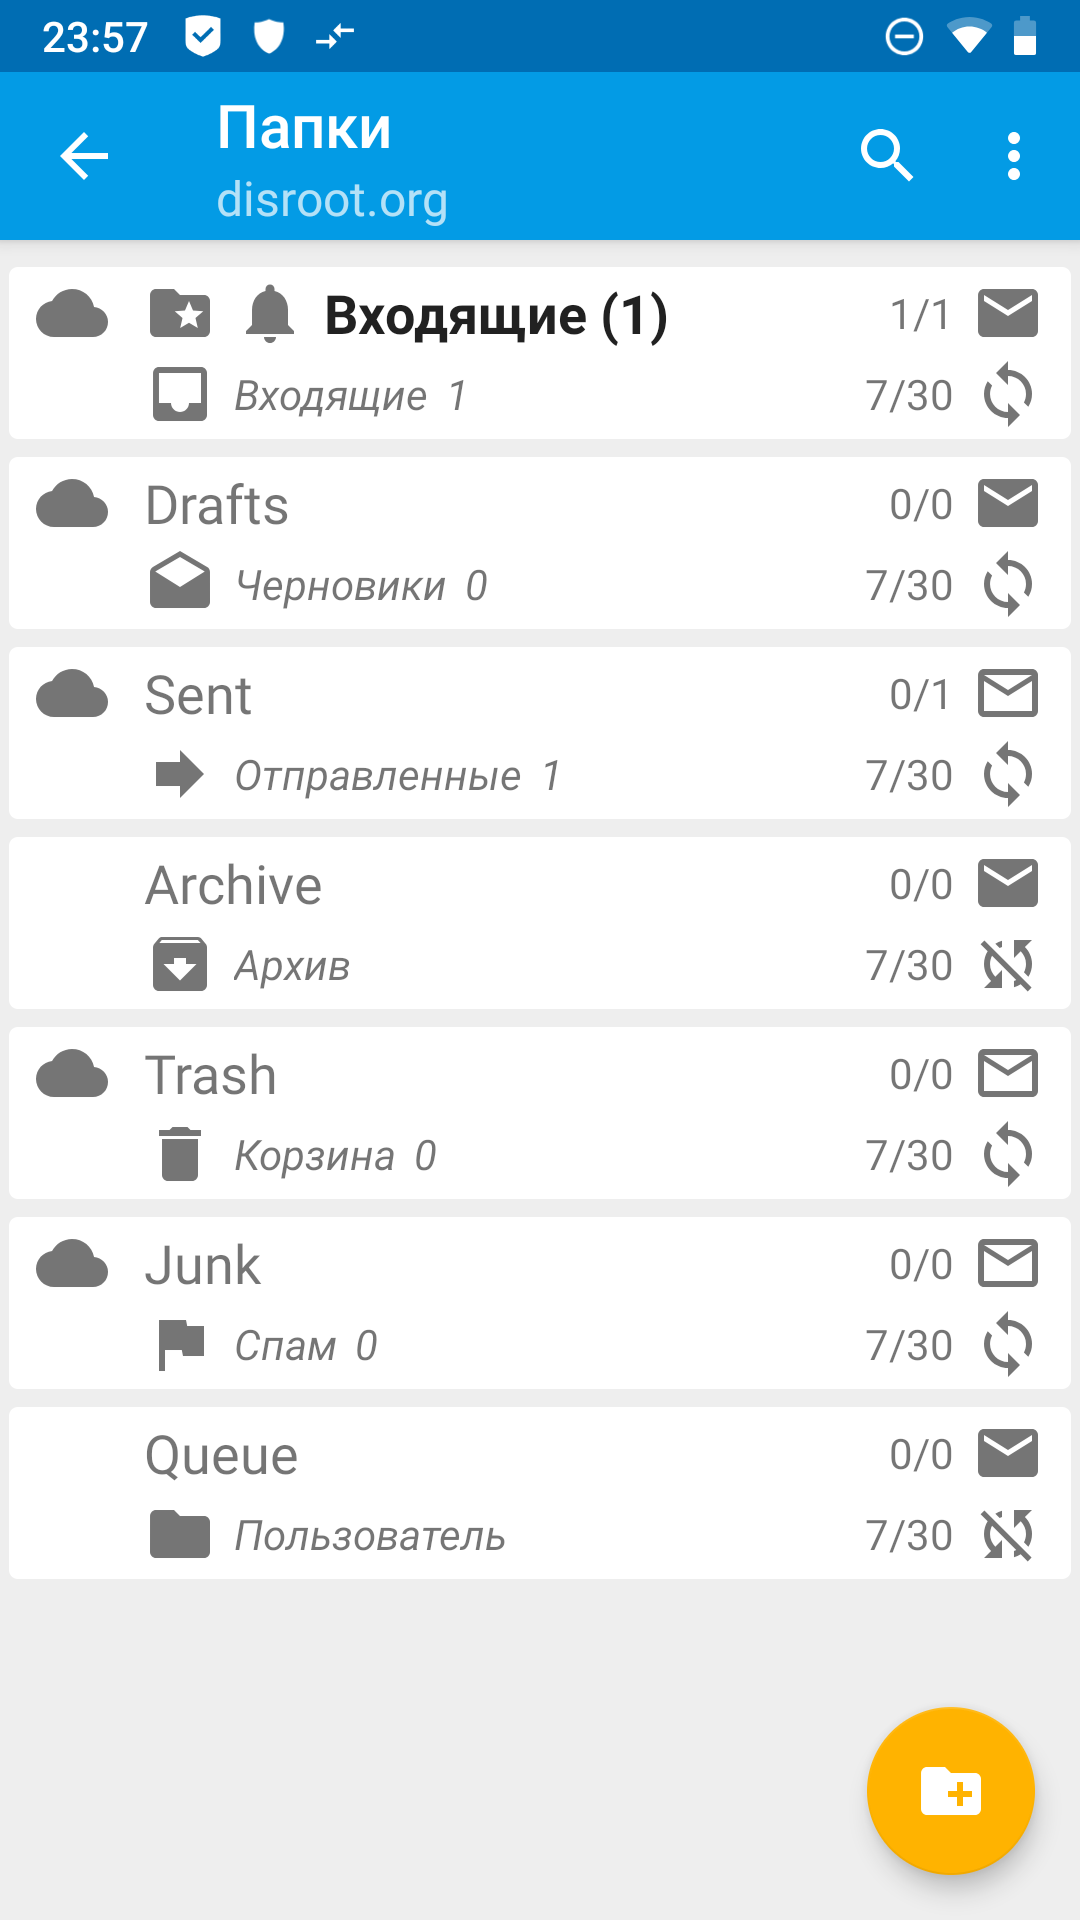 23:57
Папки
disroot.org
Входящие (1) 1/1
Входящие 1 7/30
Drafts 0/0
Черновики 0 7/30
Sent 0/1
Отправленные 1 7/30
Archive 0/0
Архив 7/30
Trash 0/0
Корзина 0 7/30
Junk 0/0
Спам 0 7/30
Queue 0/0
Пользователь 7/30